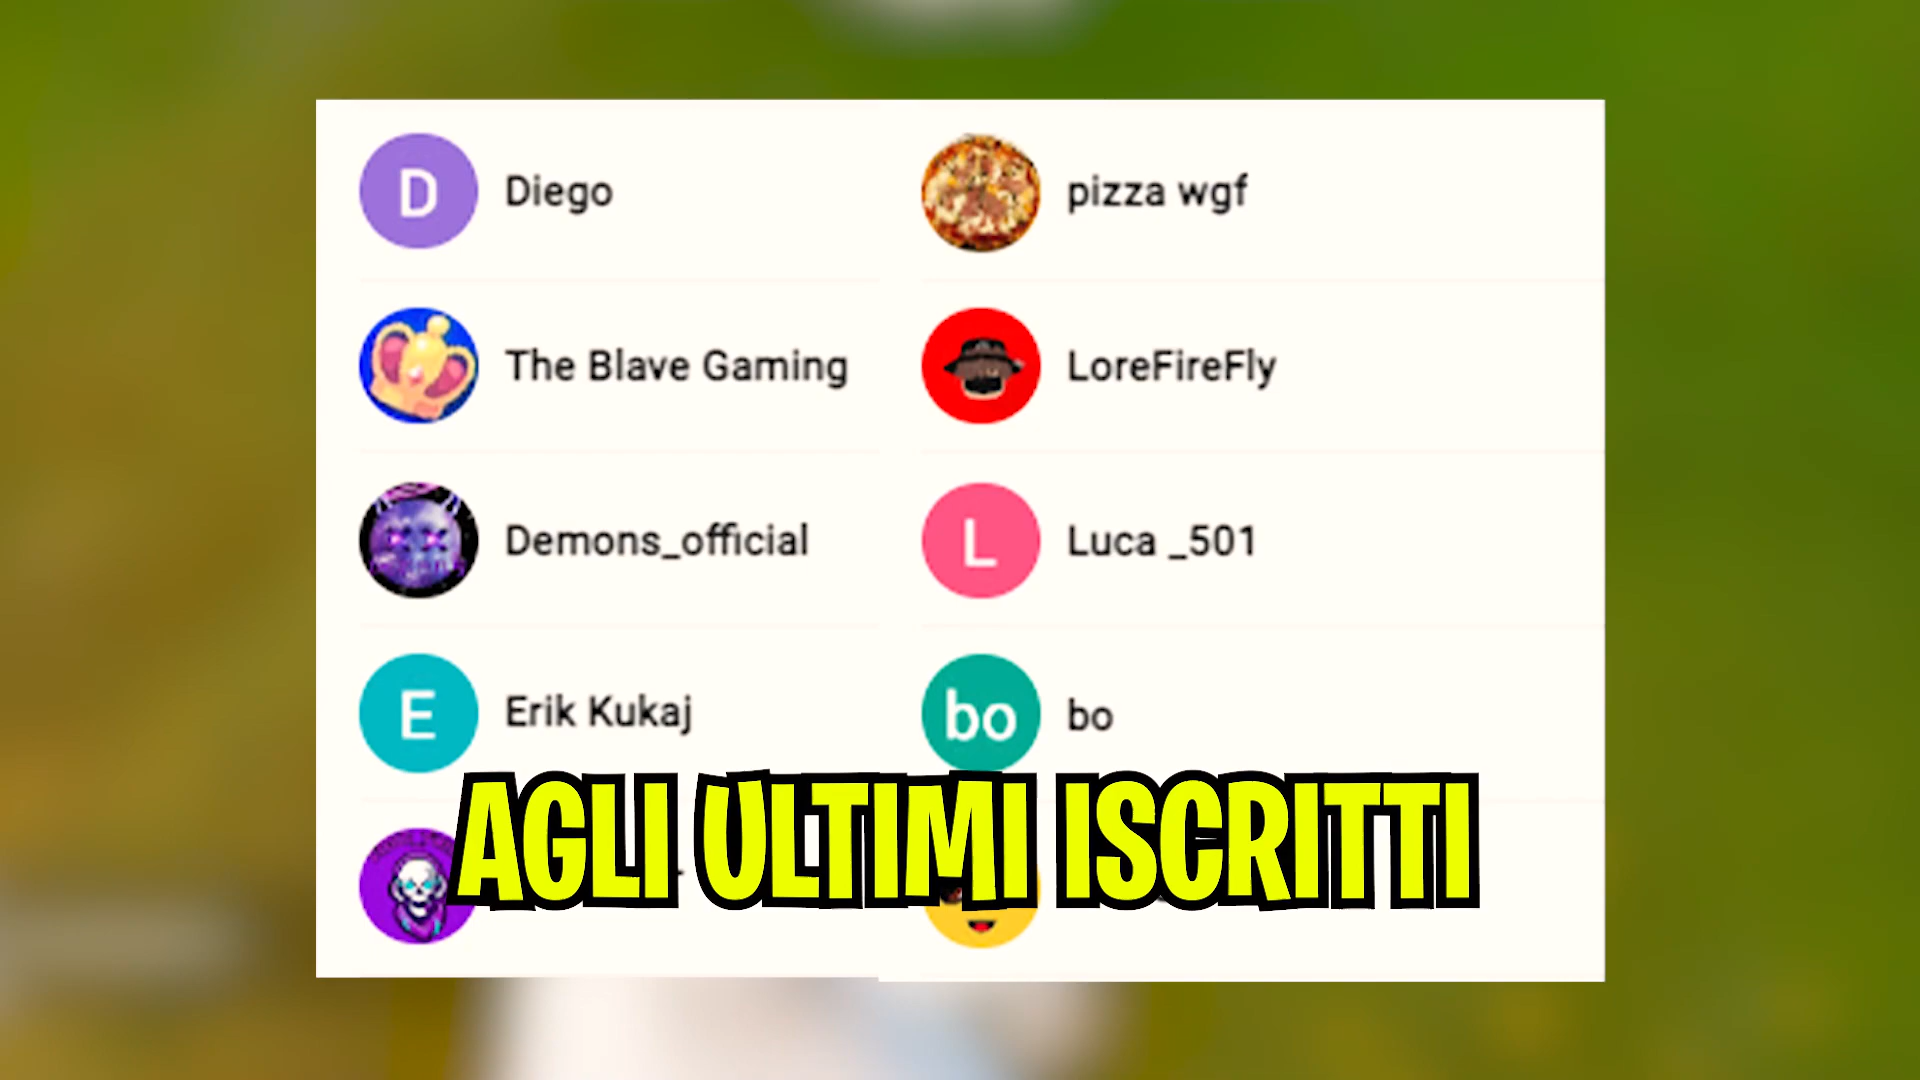 D Diego
pizza wgf
The Blave Gaming
LoreFireFly
Demons_official
L Luca _501
E Erik Kukaj
bo bo
AGLI ULTIMI ISCRITTI